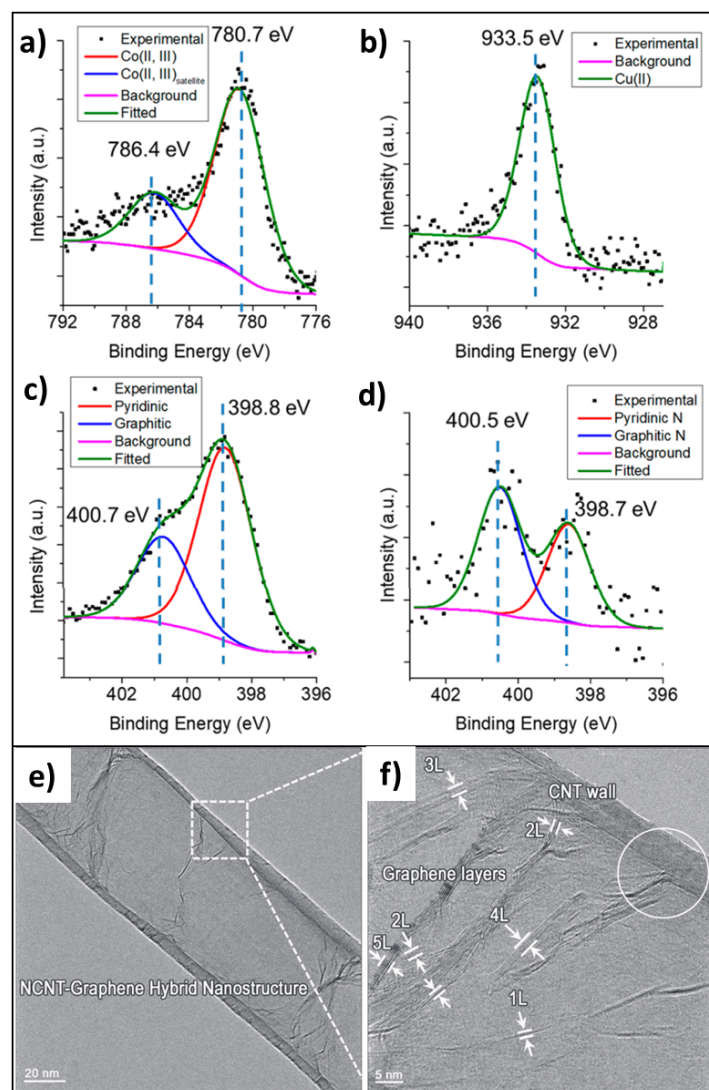 a)
780.7 eV
Experimental
Co(II, III)
Co(II, III)satellite
Background
Fitted
786.4 eV
Intensity (a.u.)
792 788 784 780 776
Binding Energy (eV)
b)
933.5 eV
Experimental
Background
Cu(II)
Intensity (a.u.)
940 936 932 928
Binding Energy (eV)
c)
Experimental
Pyridinic
Graphitic
Background
Fitted
398.8 eV
400.7 eV
Intensity (a.u.)
402 400 398 396
Binding Energy (eV)
d)
400.5 eV
Experimental
Pyridinic N
Graphitic N
Background
Fitted
398.7 eV
Intensity (a.u.)
402 400 398 396
Binding Energy (eV)
e)
NCNT-Graphene Hybrid Nanostructure
20 nm
f)
3L
CNT wall
2L
Graphene layers
4L
2L
5L
1L
5 nm